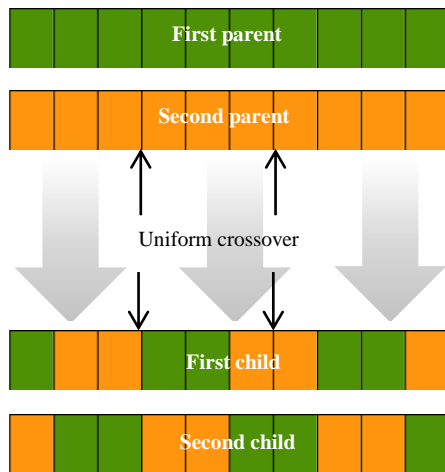 First parent
Second parent
Uniform crossover
First child
Second child